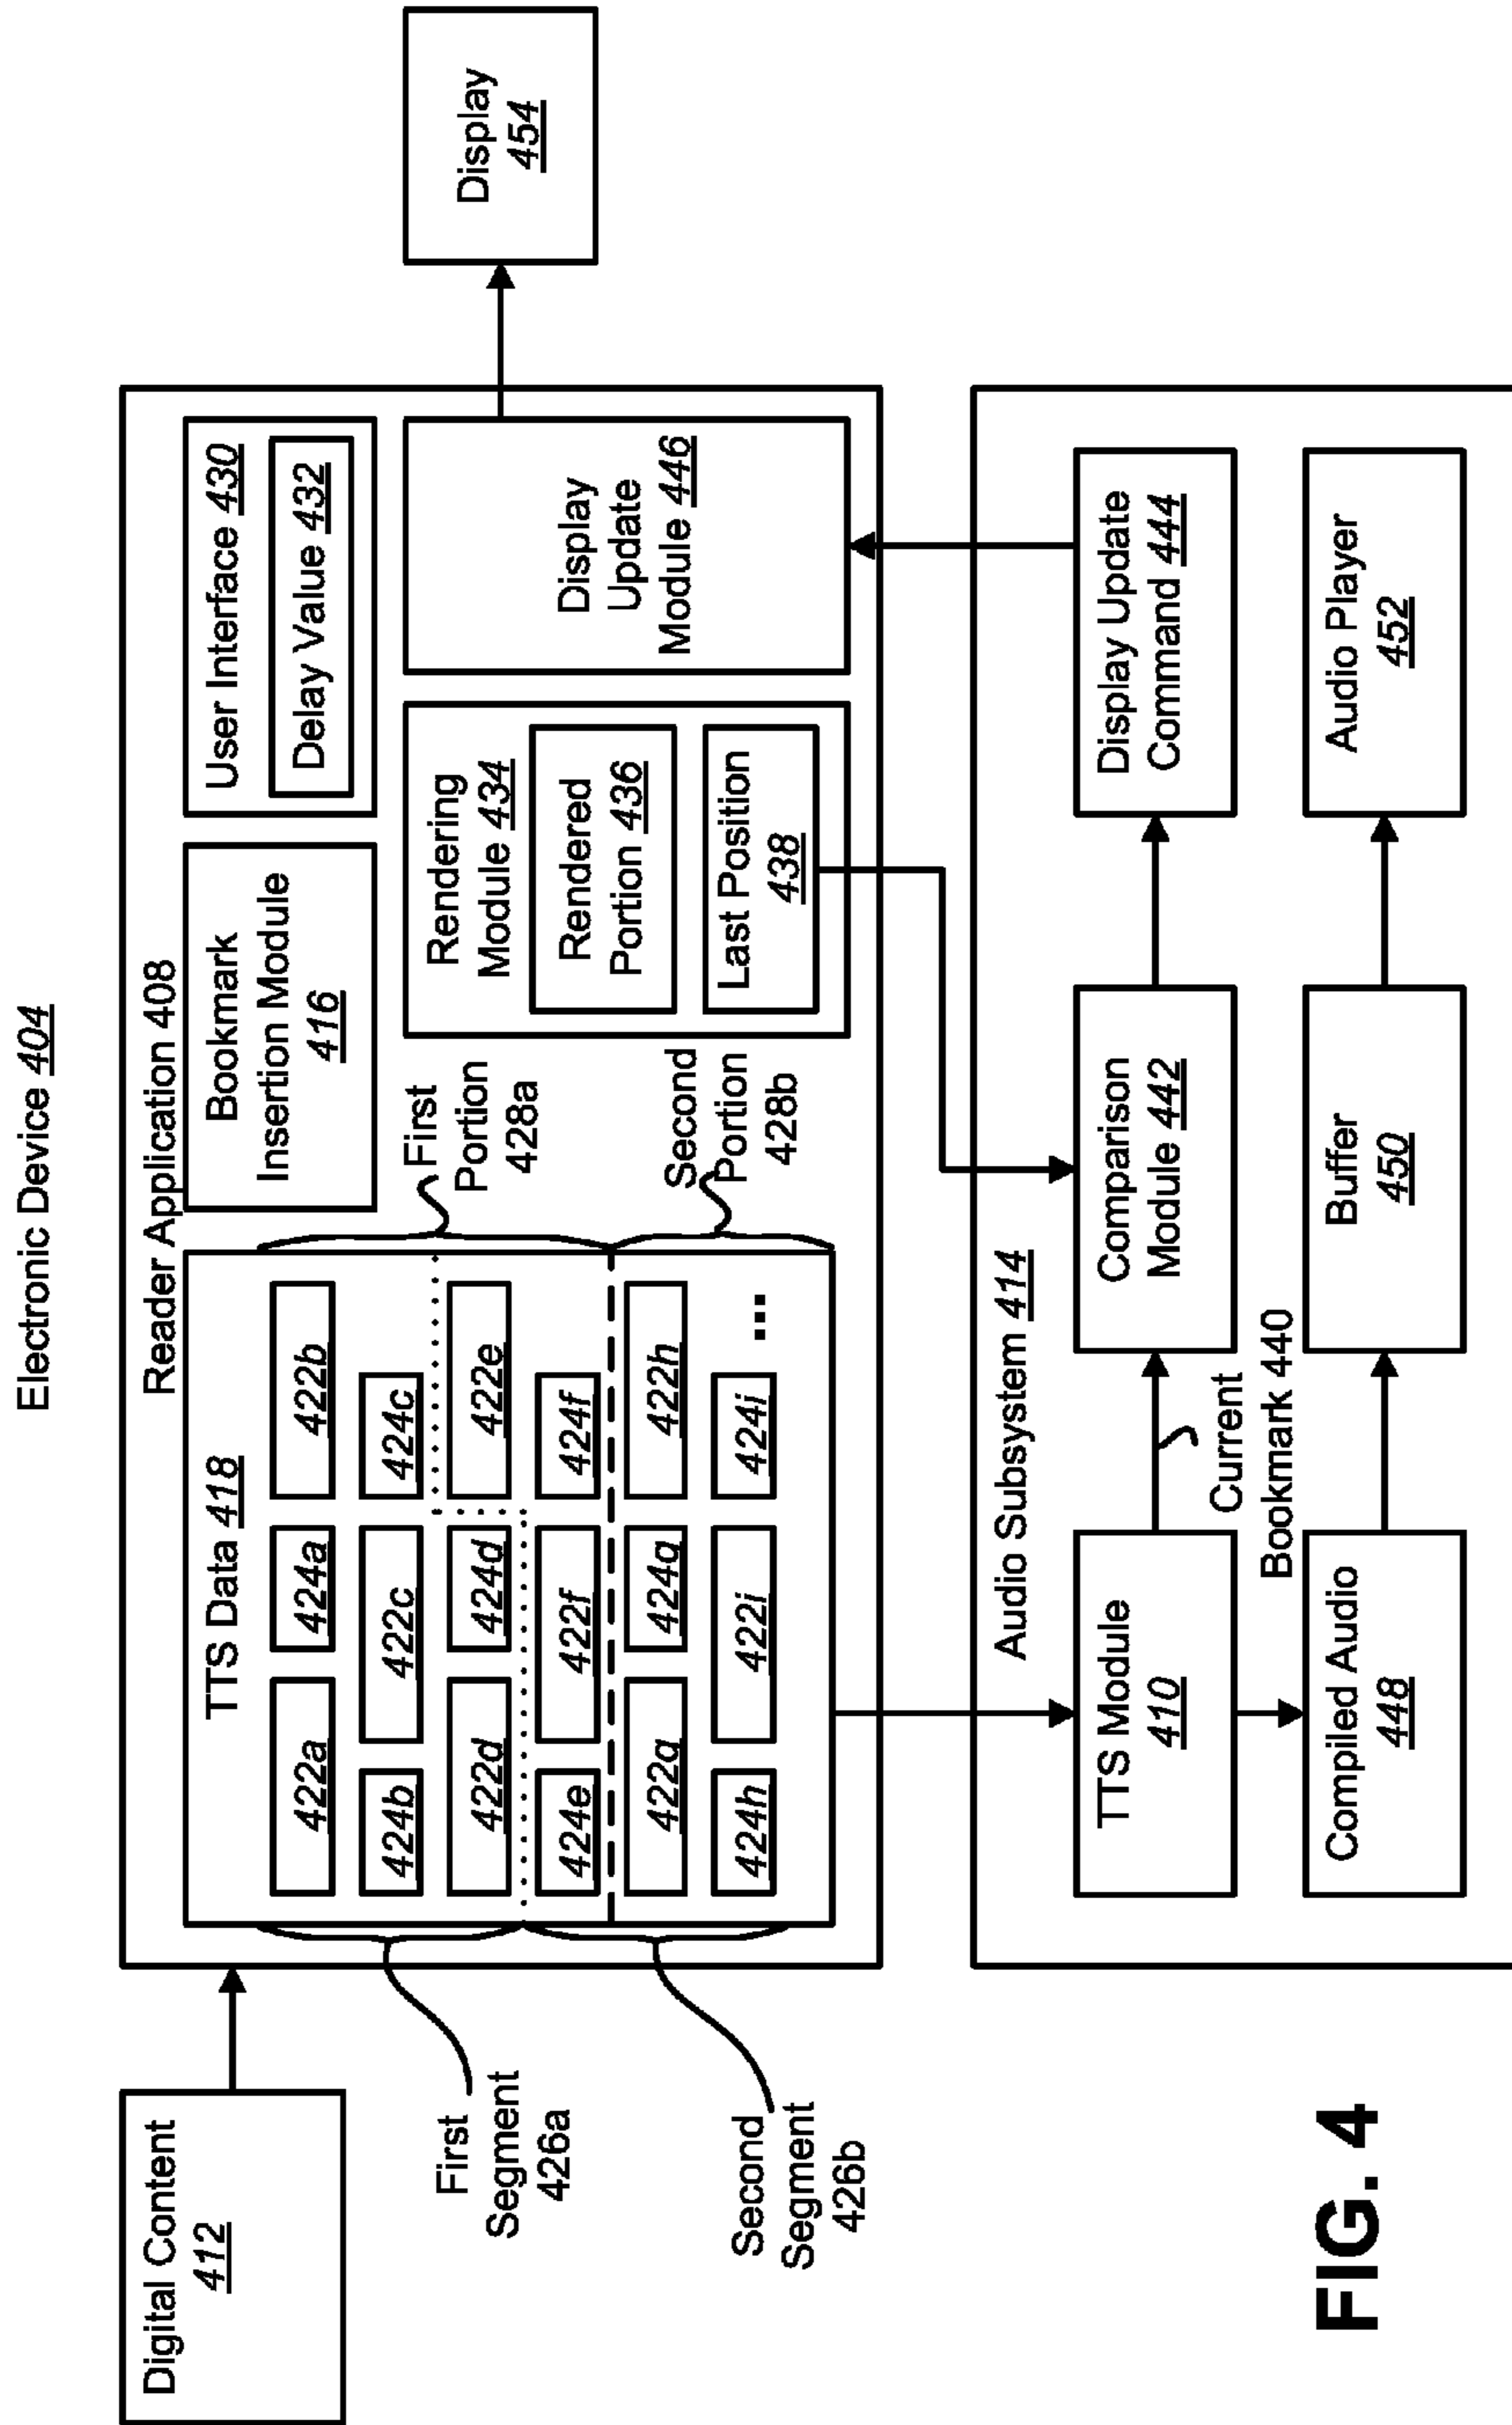 Electronic Device 404
Digital Content
412
Reader Application 408
TTS Data 418
422a
424a
422b
424b
422c
424c
422d
424d
422e
424e
422f
424f
422g
424g
422h
424h
422i
424i
...
First
Segment
426a
Second
Segment
426b
First
Portion
428a
Second
Portion
428b
Bookmark
Insertion Module
416
User Interface 430
Delay Value 432
Rendering
Module 434
Rendered
Portion 436
Last Position
438
Display
Update
Module 446
Display
454
Audio Subsystem 414
TTS Module
410
Current
Bookmark 440
Comparison
Module 442
Display Update
Command 444
Compiled Audio
448
Buffer
450
Audio Player
452
FIG. 4